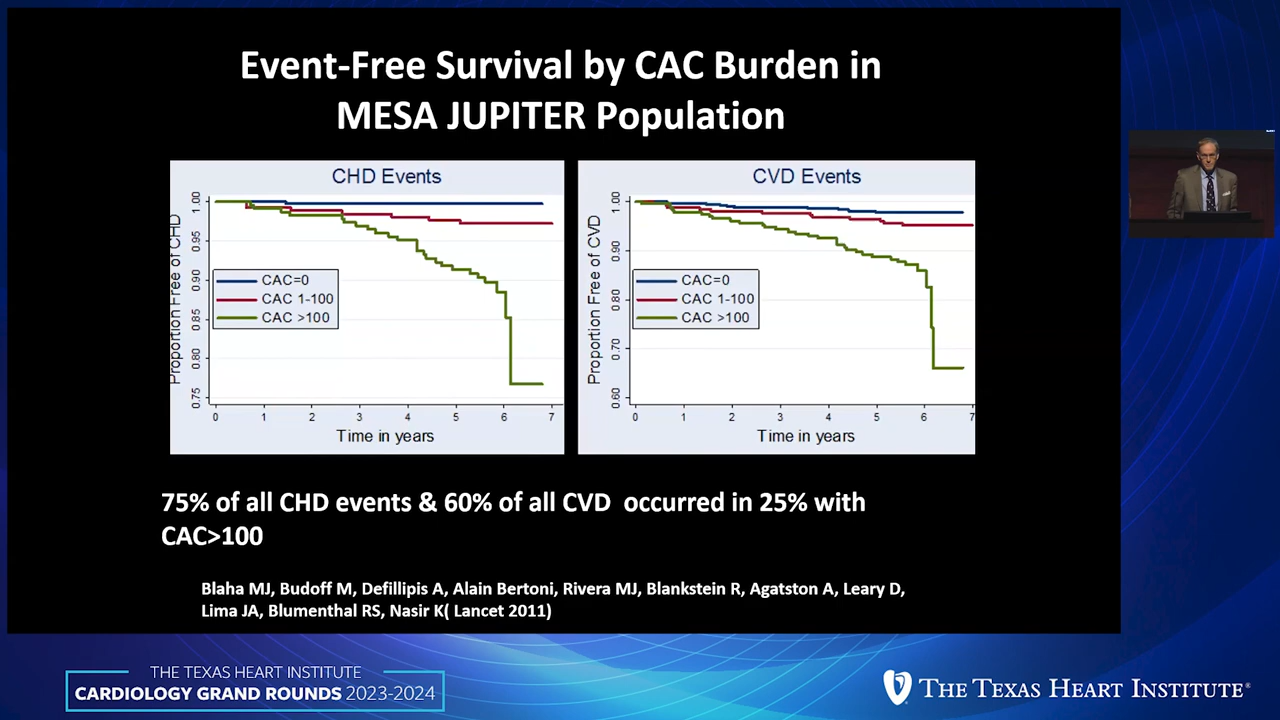 Event-Free Survival by CAC Burden in
MESA JUPITER Population
CHD Events
Proportion Free of CHD
1.00
0.95
0.90
0.85
0.80
0.75
CAC=0
CAC 1-100
CAC >100
0
1
2
3
4
5
6
7
Time in years
CVD Events
Proportion Free of CVD
1.00
0.90
0.80
0.70
0.60
CAC=0
CAC 1-100
CAC >100
0
1
2
3
4
5
6
7
Time in years
75% of all CHD events & 60% of all CVD occurred in 25% with
CAC>100
Blaha MJ, Budoff M, Defillipis A, Alain Bertoni, Rivera MJ, Blankstein R, Agatston A, Leary D,
Lima JA, Blumenthal RS, Nasir K( Lancet 2011)
THE TEXAS HEART INSTITUTE
CARDIOLOGY GRAND ROUNDS 2023-2024
THE TEXAS HEART INSTITUTE®